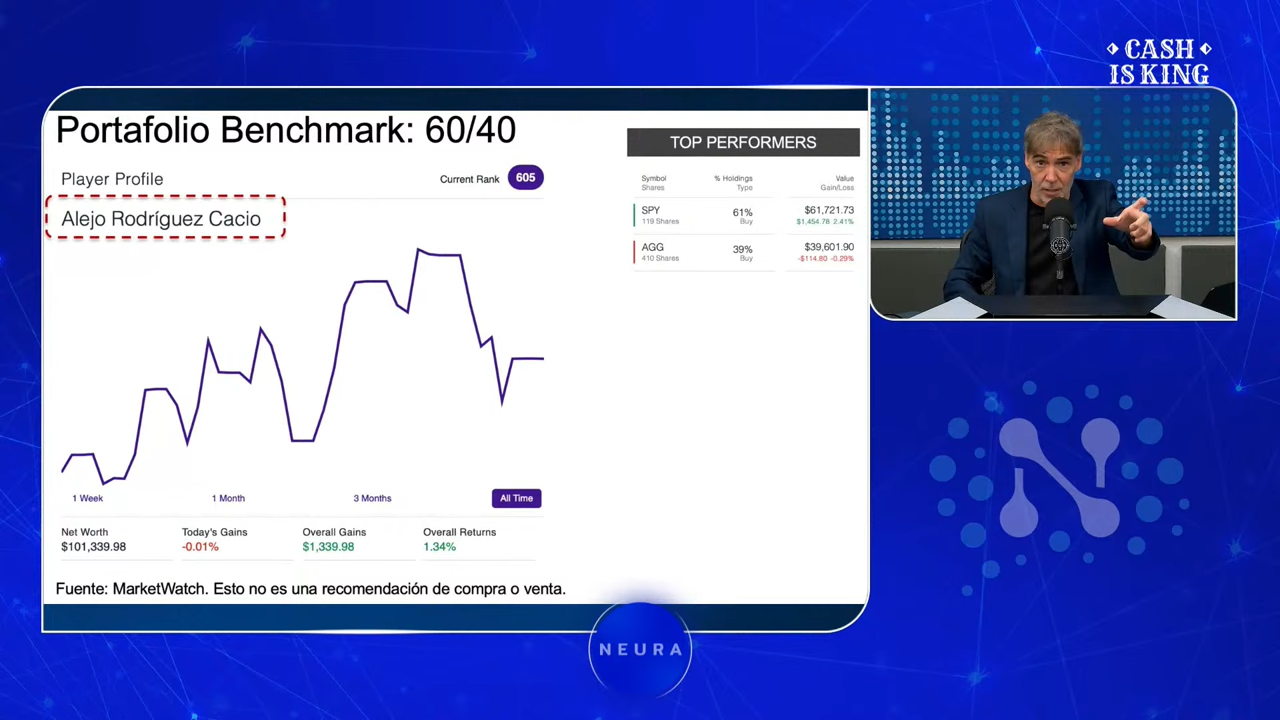 CASH
IS KING
Portafolio Benchmark: 60/40
Player Profile
Current Rank 605
Alejo Rodríguez Cacio
1 Week 1 Month 3 Months All Time
Net Worth Today's Gains Overall Gains Overall Returns
$101,339.98 -0.01% $1,339.98 1.34%
Fuente: MarketWatch. Esto no es una recomendación de compra o venta.
TOP PERFORMERS
Symbol % Holdings Value
Shares Type Gain/Loss
SPY 61% $61,721.73
119 Shares Buy $1,454.78 2.41%
AGG 39% $39,601.90
410 Shares Buy -$114.80 -0.29%
NEURA